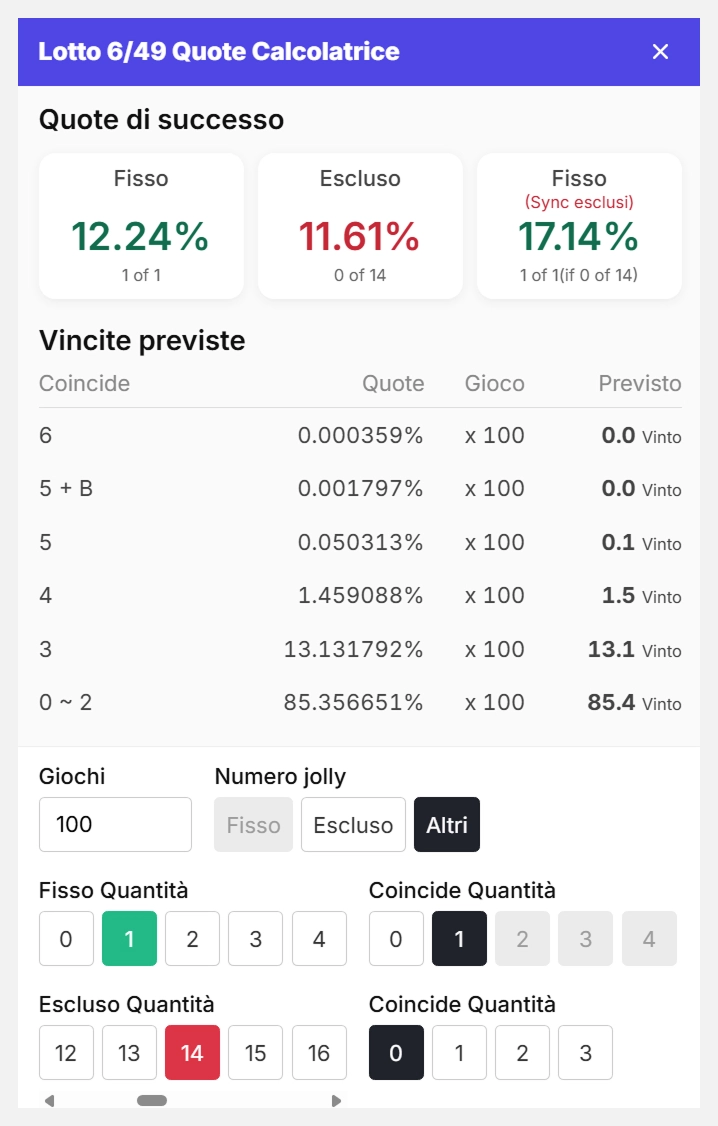 Lotto 6/49 Quote Calcolatrice ×
Quote di successo
Fisso
12.24%
1 of 1
Escluso
11.61%
0 of 14
Fisso
(Sync esclusi)
17.14%
1 of 1(if 0 of 14)
Vincite previste
Coincide Quote Gioco Previsto
6 0.000359% x 100 0.0 Vinto
5 + B 0.001797% x 100 0.0 Vinto
5 0.050313% x 100 0.1 Vinto
4 1.459088% x 100 1.5 Vinto
3 13.131792% x 100 13.1 Vinto
0 ~ 2 85.356651% x 100 85.4 Vinto
Giochi Numero jolly
100 Fisso Escluso Altri
Fisso Quantità Coincide Quantità
0 1 2 3 4 0 1 2 3 4
Escluso Quantità Coincide Quantità
12 13 14 15 16 0 1 2 3